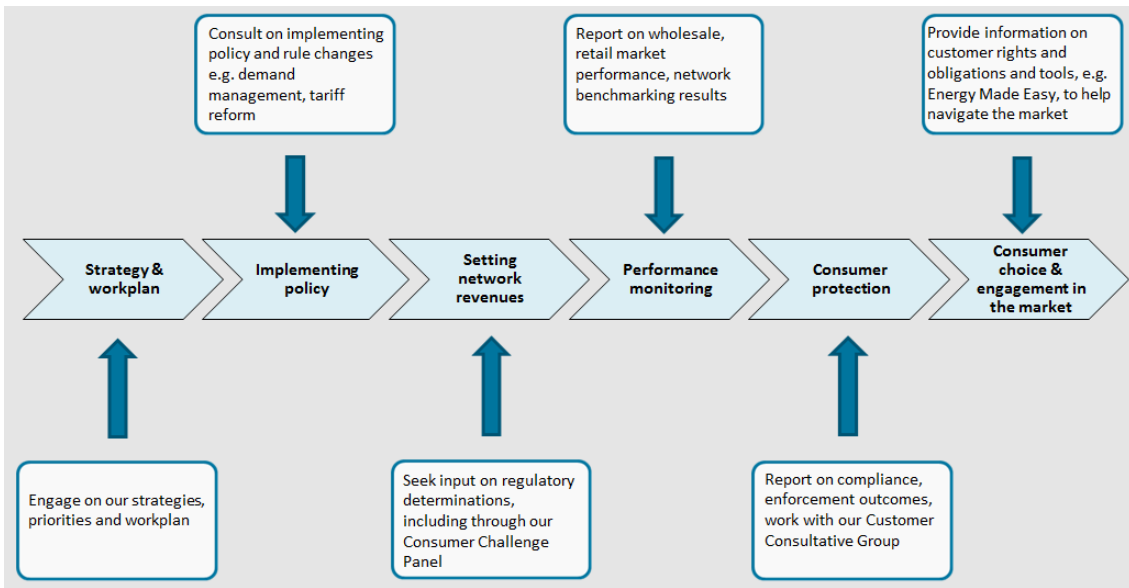 Consult on implementing
policy and rule changes
e.g. demand
management, tariff
reform
Report on wholesale,
retail market
performance, network
benchmarking results
Provide information on
customer rights and
obligations and tools, e.g.
Energy Made Easy, to help
navigate the market
Strategy &
workplan
Implementing
policy
Setting
network
revenues
Performance
monitoring
Consumer
protection
Consumer
choice &
engagement in
the market
Engage on our strategies,
priorities and workplan
Seek input on regulatory
determinations,
including through our
Consumer Challenge
Panel
Report on compliance,
enforcement outcomes,
work with our Customer
Consultative Group